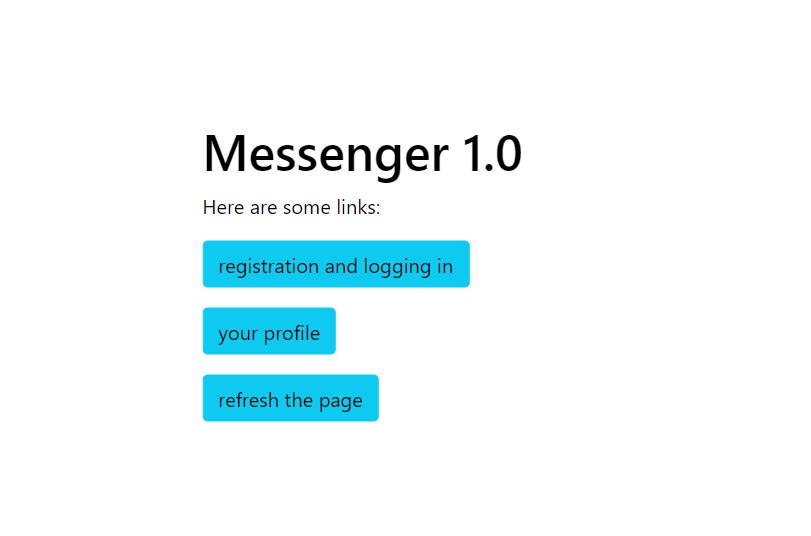 Messenger 1.0
Here are some links:
registration and logging in
your profile
refresh the page